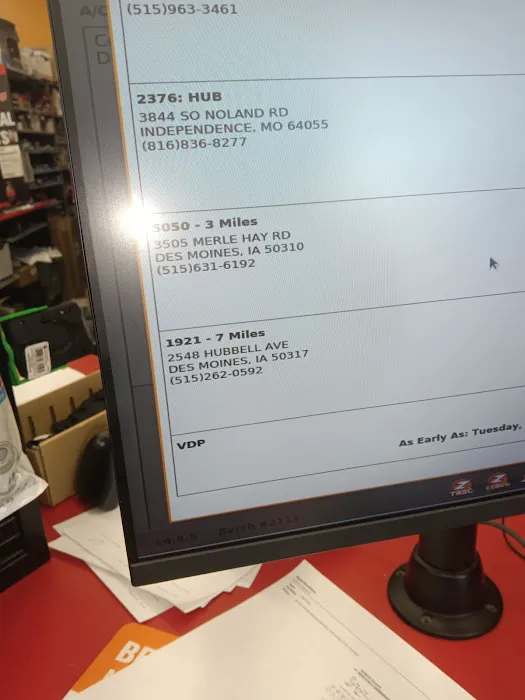 A/C
(515)963-3461
2376: HUB
3844 SO NOLAND RD
INDEPENDENCE, MO 64055
(816)836-8277
5050 - 3 Miles
3505 MERLE HAY RD
DES MOINES, IA 50310
(515)631-6192
1921 - 7 Miles
2548 HUBBELL AVE
DES MOINES, IA 50317
(515)262-0592
VDP
As Early As: Tuesday,